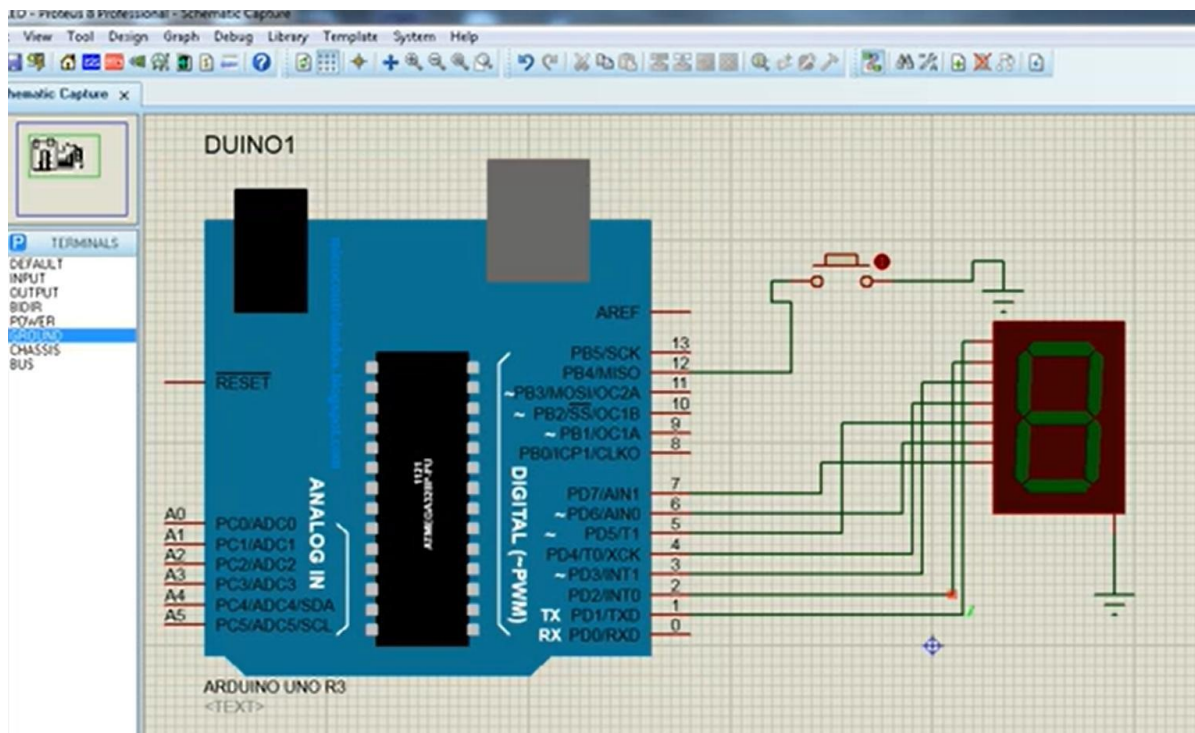 LED - Proteus 8 Professional - Schematic Capture
View Tool Design Graph Debug Library Template System Help
hematic Capture x
P TERMINALS
DEFAULT
INPUT
OUTPUT
BIDIR
POWER
GROUND
CHASSIS
BUS
DUINO1
AREF
RESET
13
PB5/SCK
12
PB4/MISO
11
~PB3/MOSI/OC2A
10
~ PB2/SS/OC1B
9
~ PB1/OC1A
8
PB0/ICP1/CLKO
7
PD7/AIN1
6
~PD6/AIN0
5
~ PD5/T1
4
PD4/T0/XCK
3
~PD3/INT1
2
PD2/INT0
1
TX PD1/TXD
0
RX PD0/RXD
DIGITAL (~PWM)
ANALOG IN
1121
A0
PC0/ADC0
A1
PC1/ADC1
A2
PC2/ADC2
A3
PC3/ADC3
A4
PC4/ADC4/SDA
A5
PC5/ADC5/SCL
ARDUINO UNO R3
<TEXT>